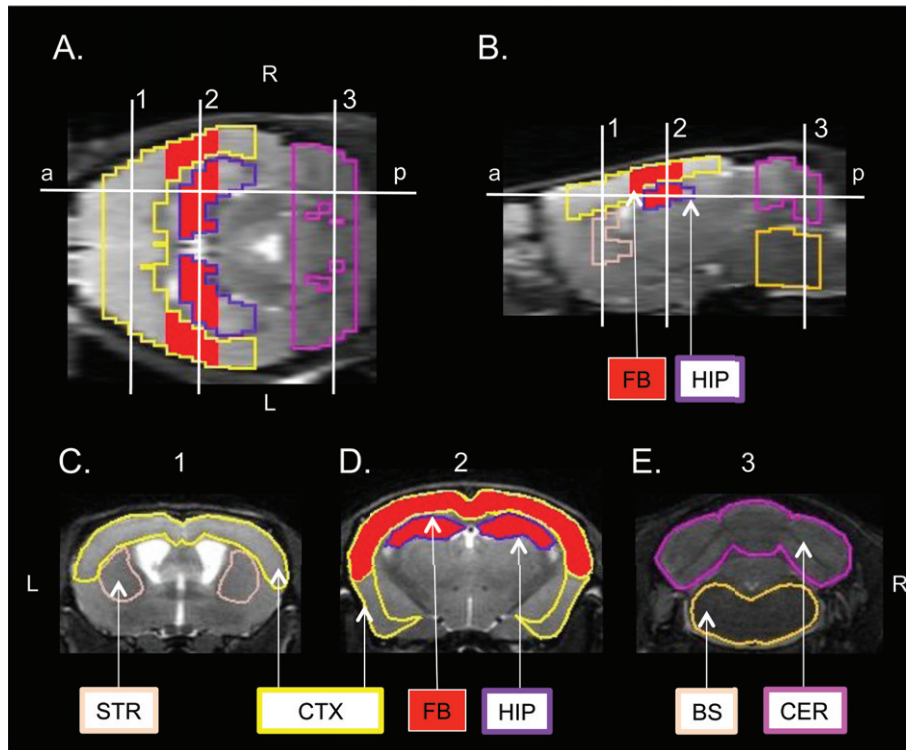 A.
R
1 2 3
a p
L
B.
1 2 3
a p
FB HIP
C. 1
D. 2
E. 3
L R
STR CTX FB HIP BS CER